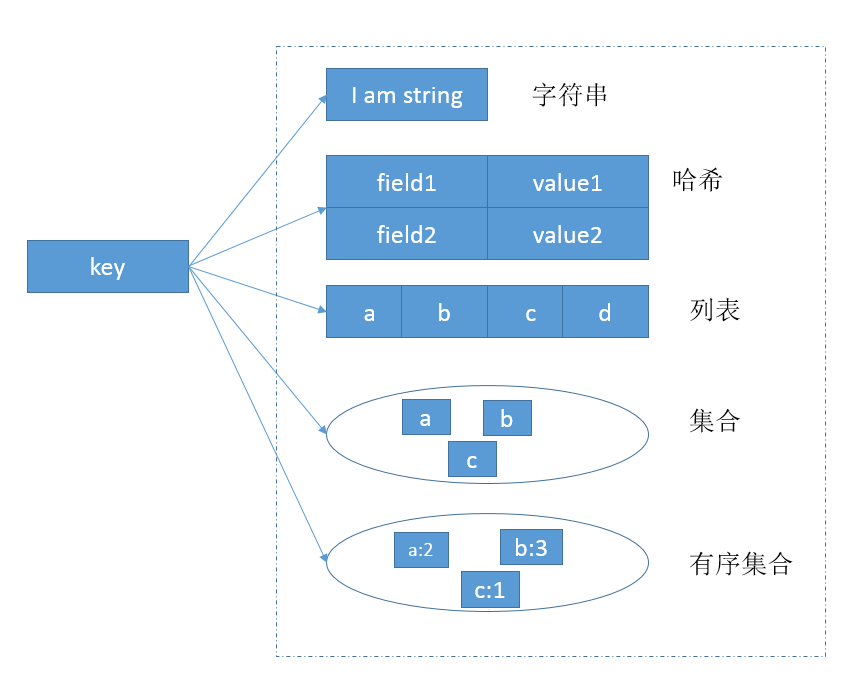 I am string
字符串
field1 value1
哈希
field2 value2
key
a b c d
列表
a b
集合
c
a:2 b:3
有序集合
c:1